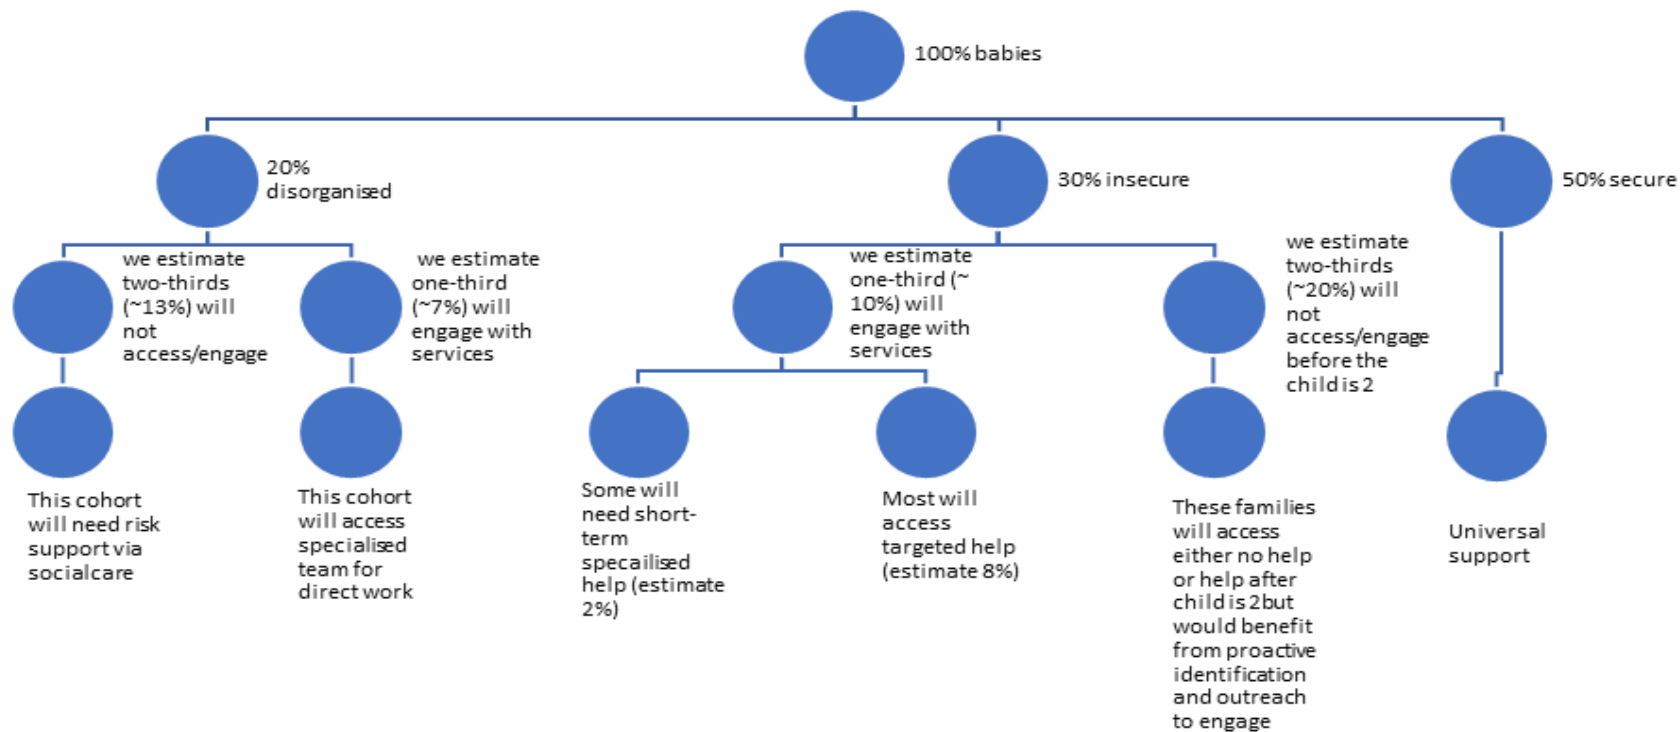 100% babies
20%
disorganised
30% insecure
50% secure
we estimate
two-thirds
(~13%) will
not
access/engage
we estimate
one-third
(~7%) will
engage with
services
we estimate
one-third (~
10%) will
engage with
services
we estimate
two-thirds
(~20%) will
not
access/engage
before the
child is 2
This cohort
will need risk
support via
socialcare
This cohort
will access
specialised
team for
direct work
Some will
need short-
term
specailised
help (estimate
2%)
Most will
access
targeted help
(estimate 8%)
These families
will access
either no help
or help after
child is 2but
would benefit
from proactive
identification
and outreach
to engage
Universal
support